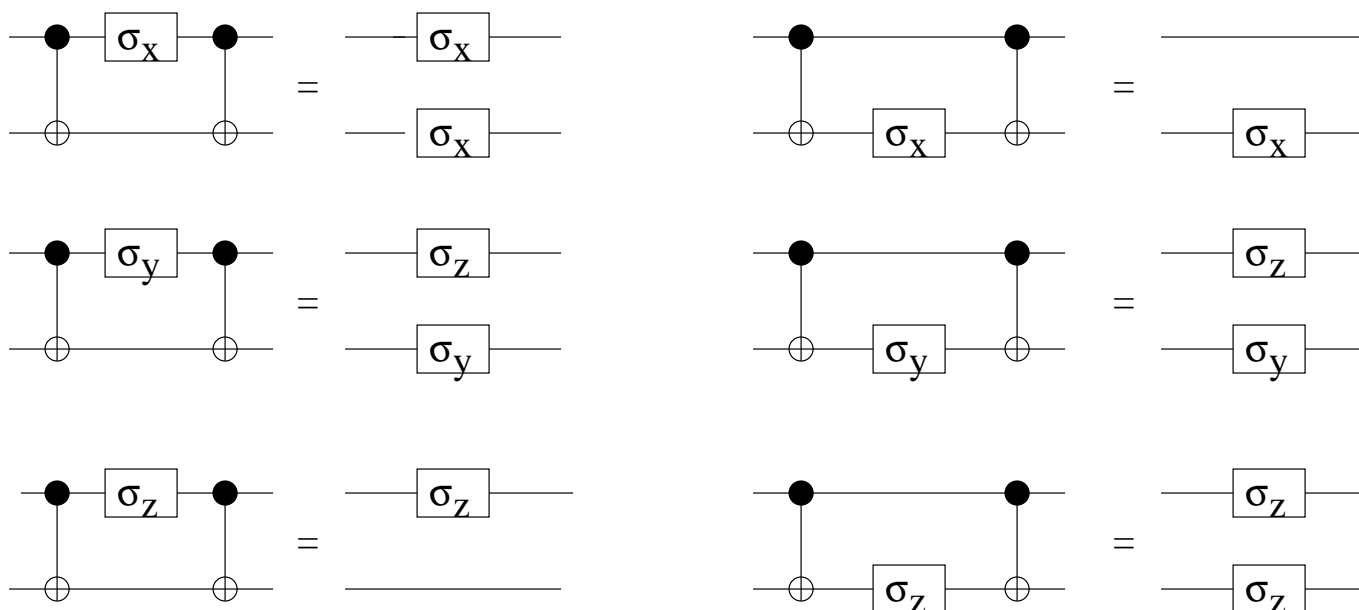 σx = σx σx = σx
σx
σy = σz σy = σz
σy σy
σz = σz σz = σz
σz